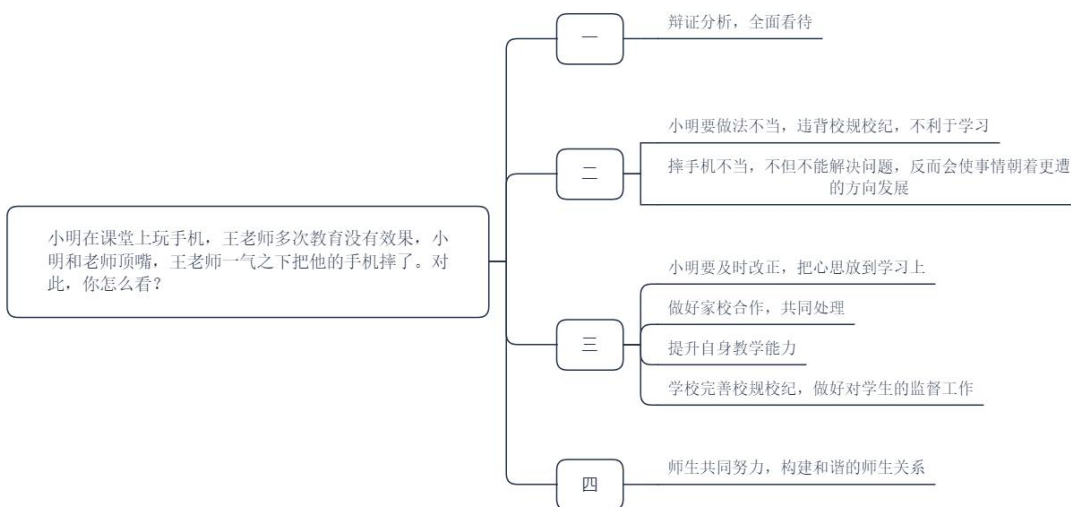 小明在课堂上玩手机，王老师多次教育没有效果，小
明和老师顶嘴，王老师一气之下把他的手机摔了。对
此，你怎么看？
一
辩证分析，全面看待
二
小明要做法不当，违背校规校纪，不利于学习
摔手机不当，不但不能解决问题，反而会使事情朝着更遭
的方向发展
三
小明要及时改正，把心思放到学习上
做好家校合作，共同处理
提升自身教学能力
学校完善校规校纪，做好对学生的监督工作
四
师生共同努力，构建和谐的师生关系